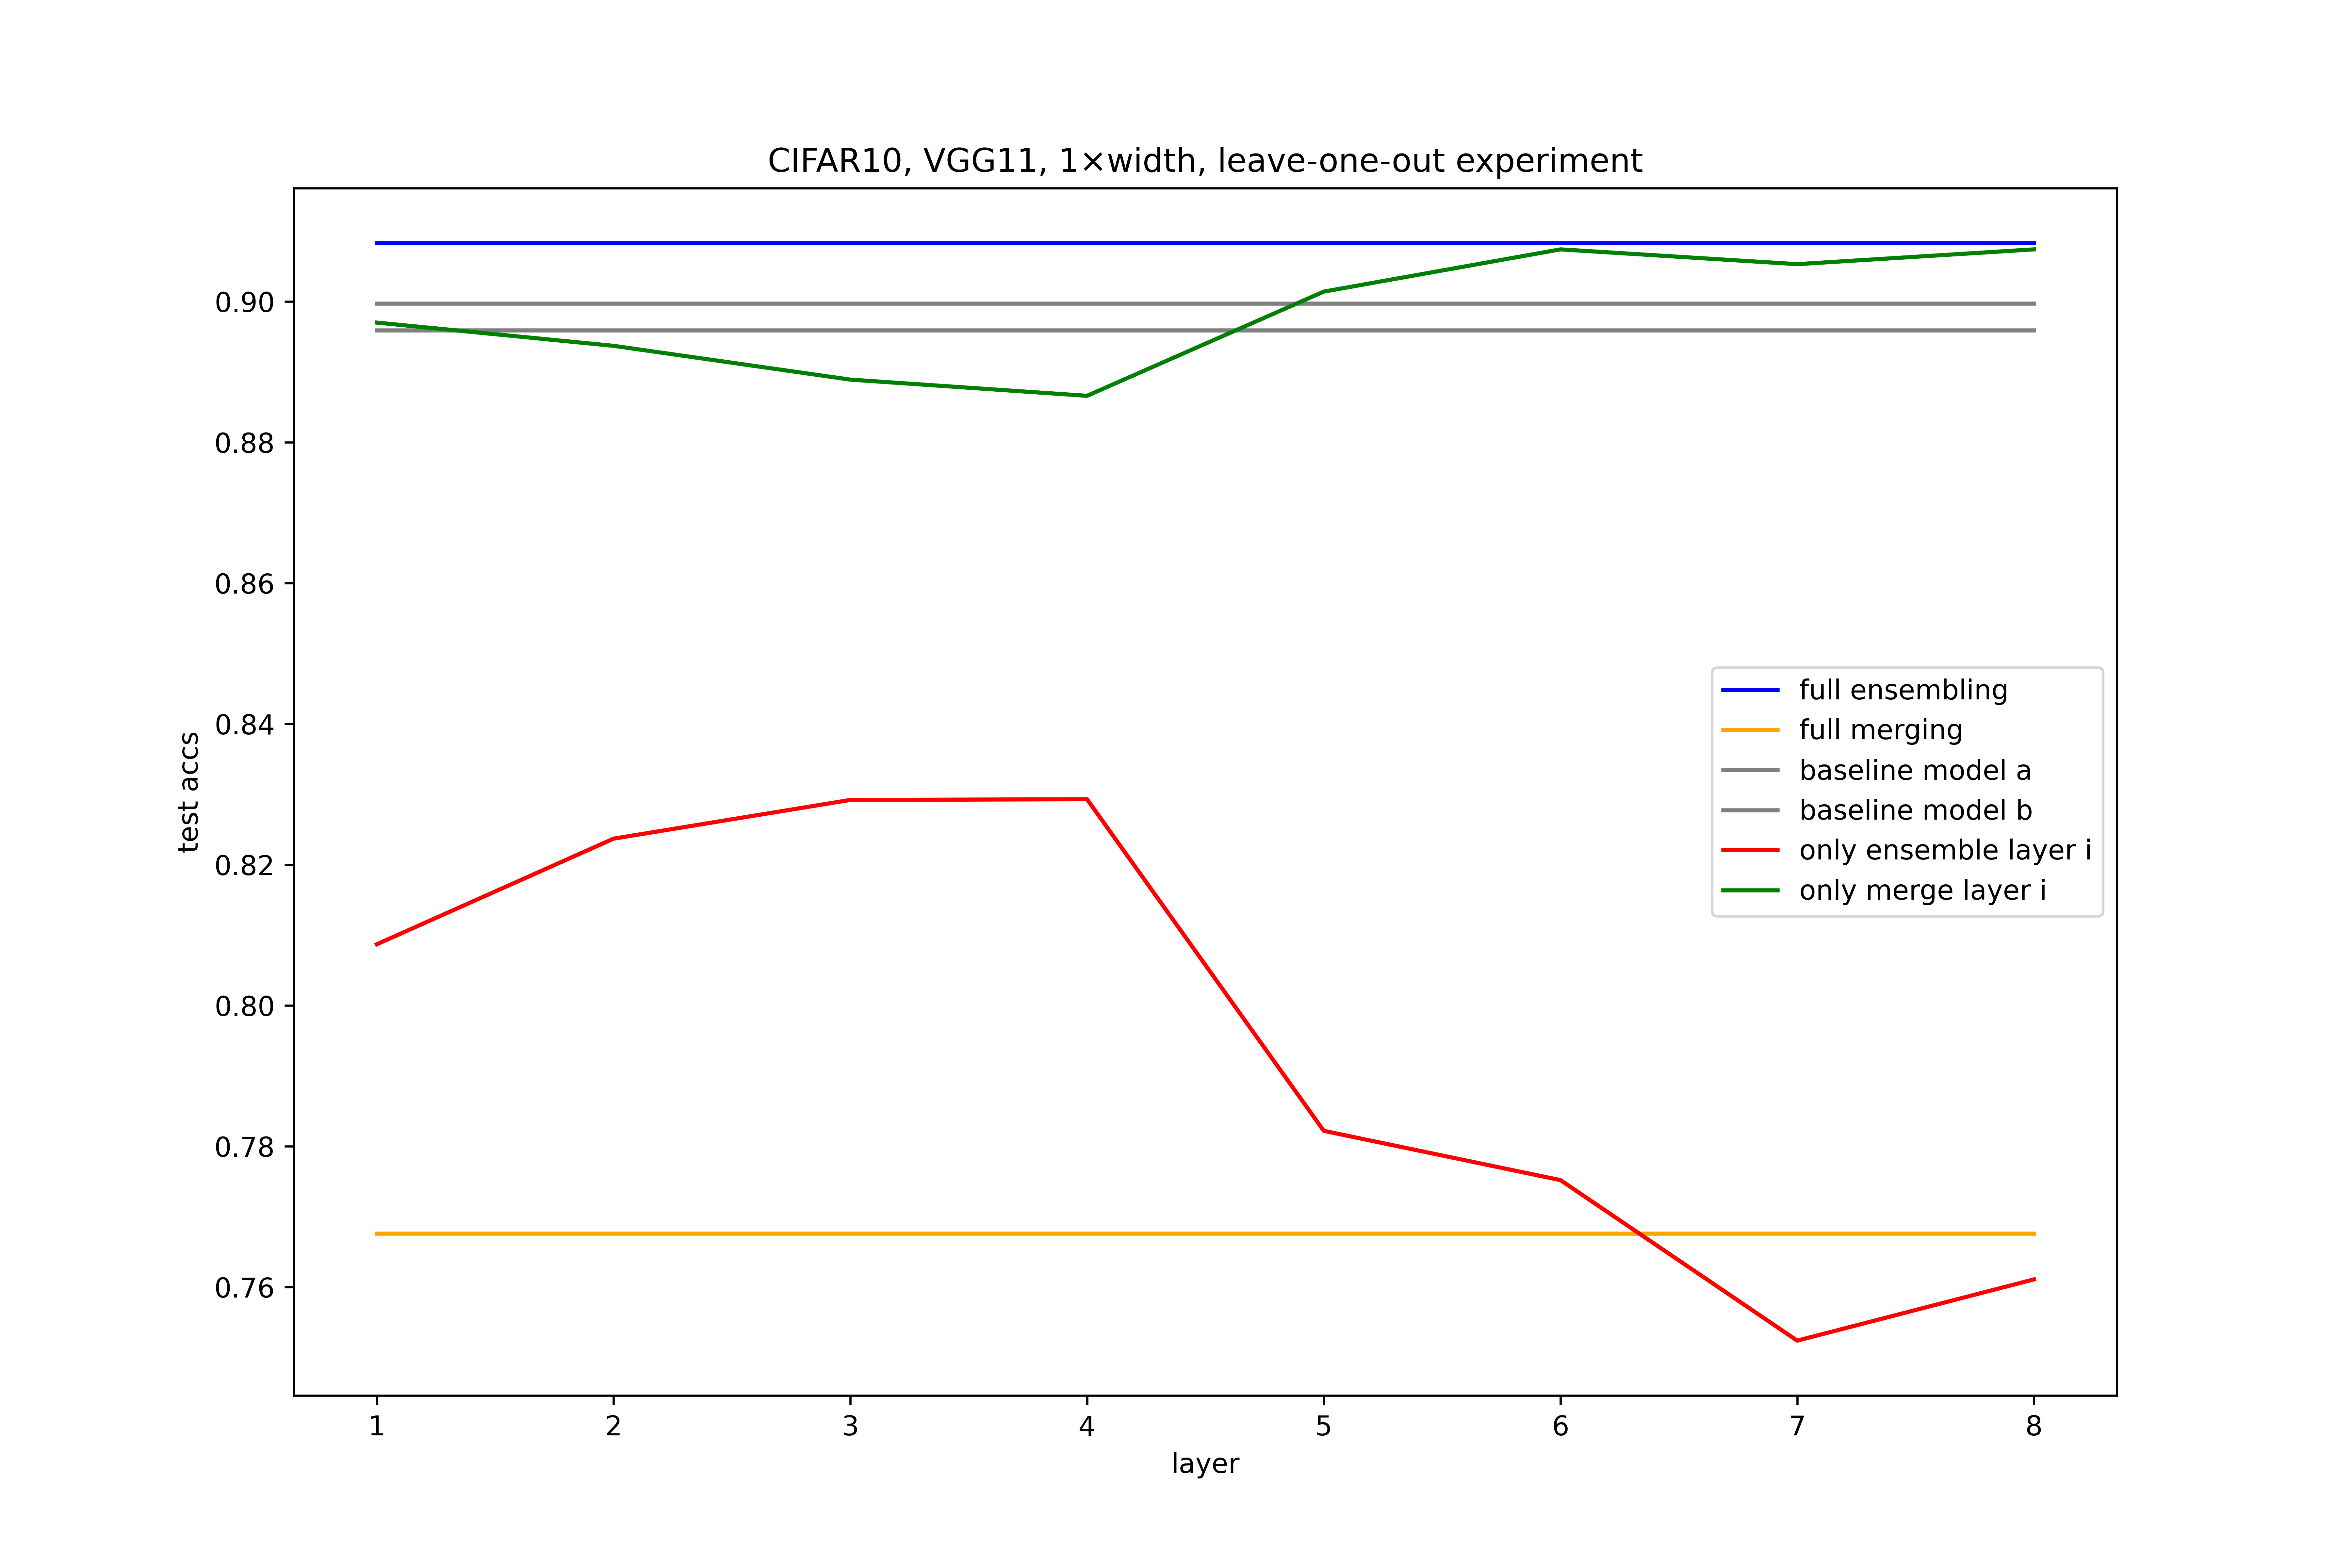 CIFAR10, VGG11, 1×width, leave-one-out experiment
0.90
0.88
0.86
0.84
0.82
0.80
0.78
0.76
test accs
full ensembling
full merging
baseline model a
baseline model b
only ensemble layer i
only merge layer i
1 2 3 4 5 6 7 8
layer